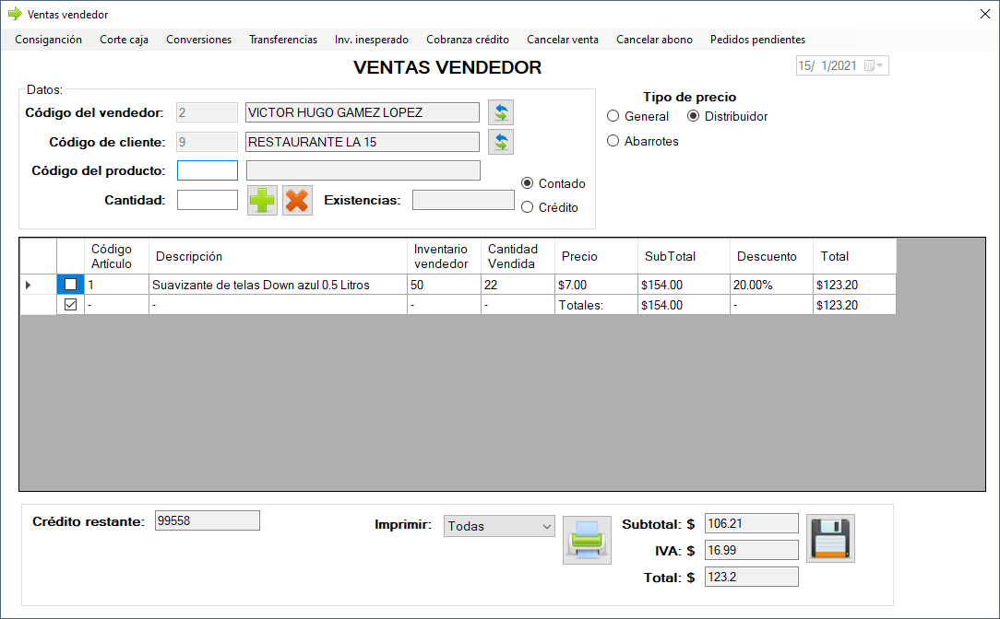 Ventas vendedor
Consiganción Corte caja Conversiones Transferencias Inv. inesperado Cobranza crédito Cancelar venta Cancelar abono Pedidos pendientes
VENTAS VENDEDOR
15/ 1/2021
Datos:
Código del vendedor: 2 VICTOR HUGO GAMEZ LOPEZ
Código de cliente: 9 RESTAURANTE LA 15
Código del producto:
Cantidad: Existencias:
Contado
Crédito
Tipo de precio
General Distribuidor
Abarrotes
Código Artículo Descripción Inventario vendedor Cantidad Vendida Precio SubTotal Descuento Total
1 Suavizante de telas Down azul 0.5 Litros 50 22 $7.00 $154.00 20.00% $123.20
- - - - Totales: $154.00 - $123.20
Crédito restante: 99558
Imprimir: Todas
Subtotal: $ 106.21
IVA: $ 16.99
Total: $ 123.2